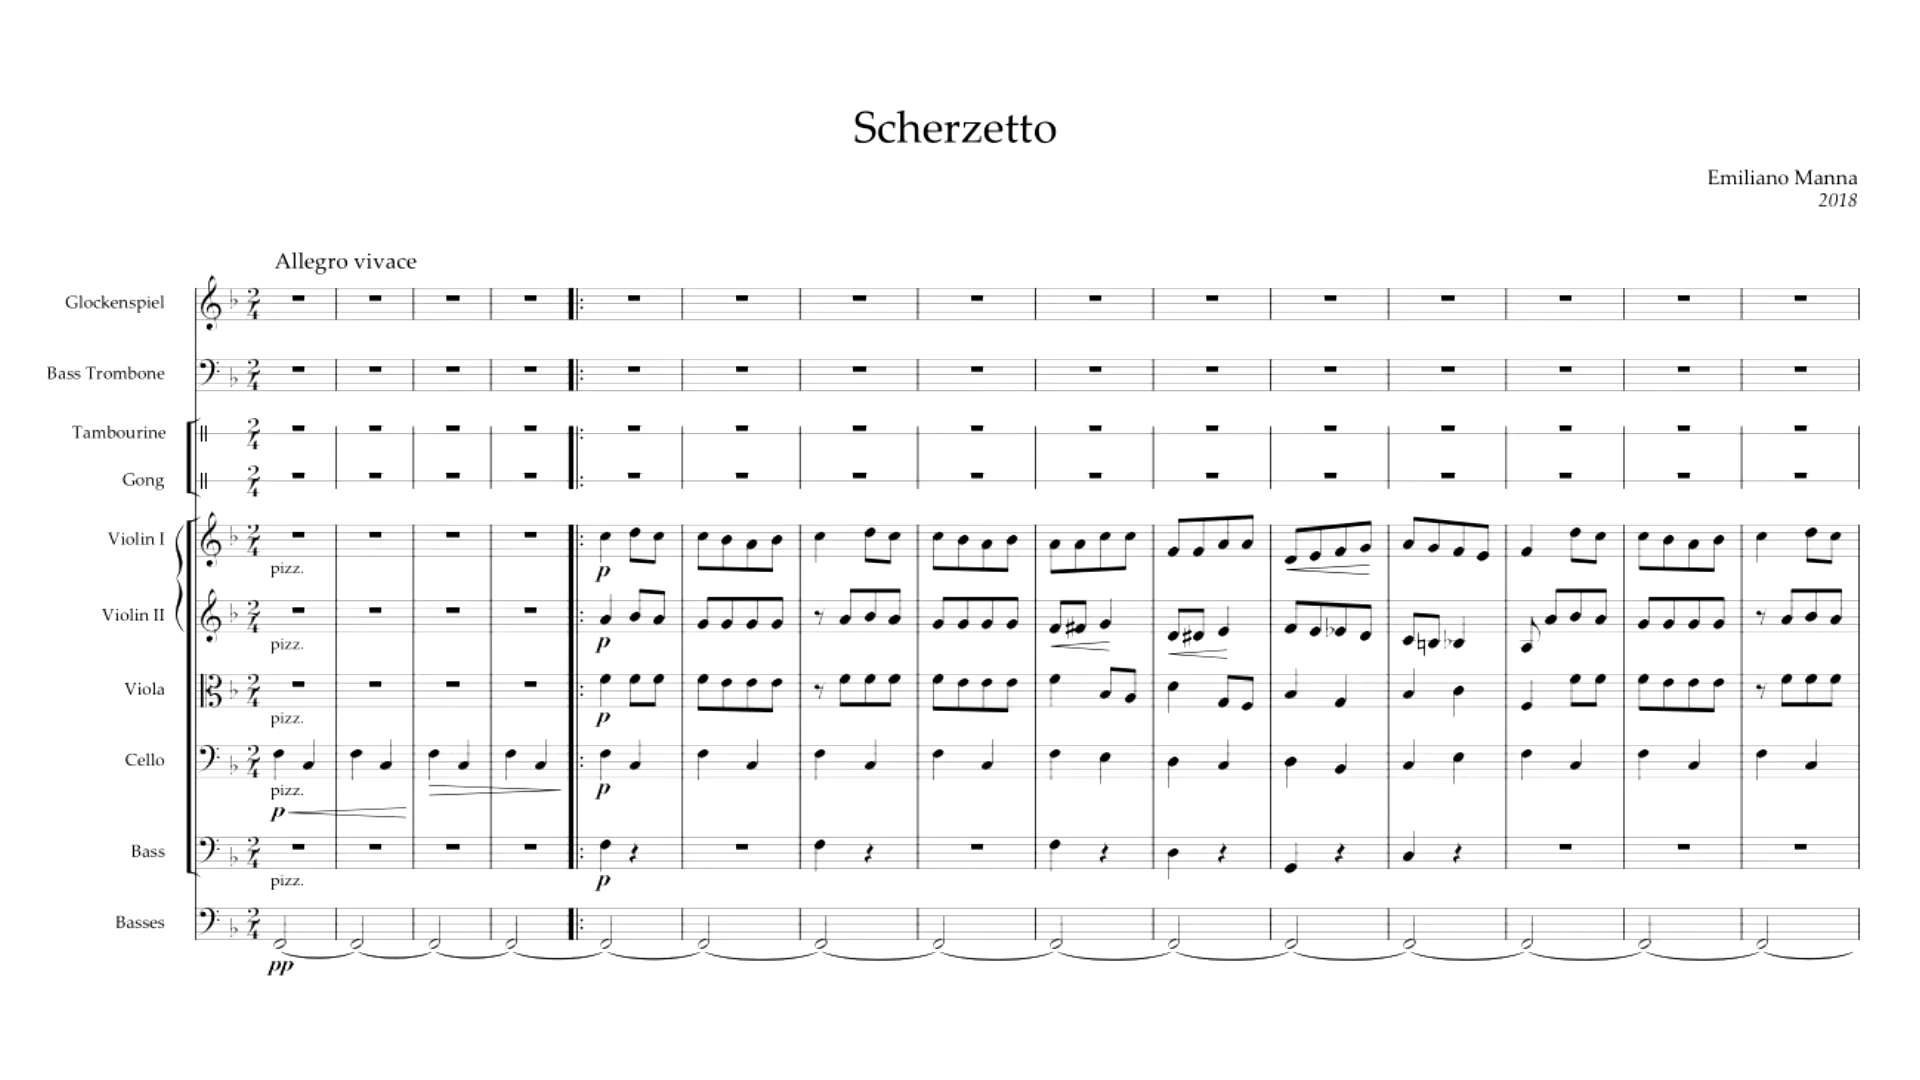 Scherzetto
Emiliano Manna
2018
Allegro vivace
Glockenspiel
Bass Trombone
Tambourine
Gong
Violin I
pizz.
p
Violin II
pizz.
p
Viola
pizz.
p
Cello
pizz.
p
p
Bass
pizz.
p
Basses
pp